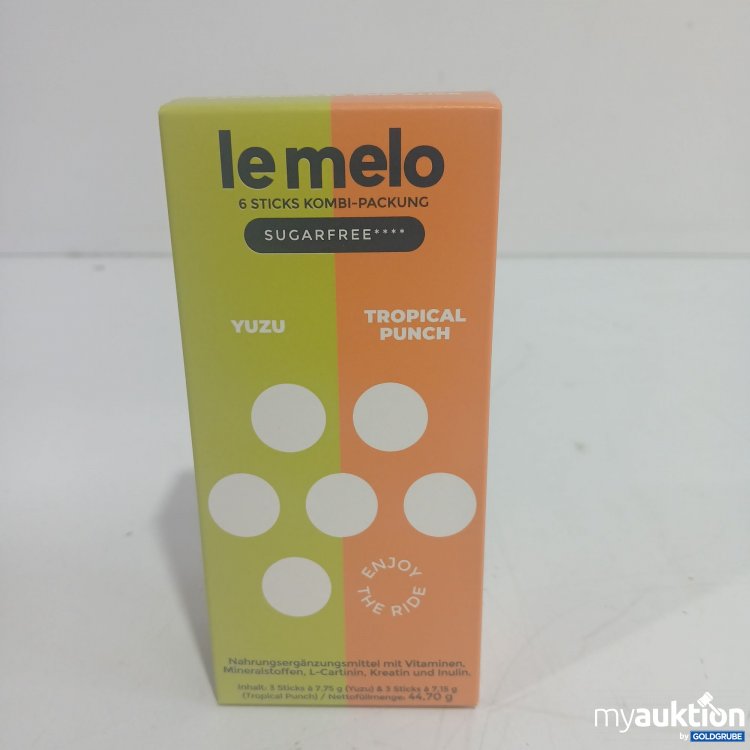 le melo
6 STICKS KOMBI-PACKUNG
SUGARFREE****
YUZU
TROPICAL
PUNCH
ENJOY
THE RIDE
Nahrungsergänzungsmittel mit Vitaminen,
Mineralstoffen, L-Cartinin, Kreatin und Inulin.
Inhalt: 3 Sticks à 7,75 g (Yuzu) & 3 Sticks à 7,15 g
(Tropical Punch) / Nettofüllmenge: 44,70 g
myauktion
by GOLDGRUBE